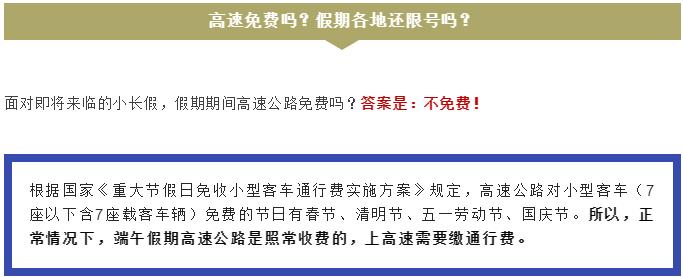 高速免费吗？假期各地还限号吗？
面对即将来临的小长假，假期期间高速公路免费吗？答案是：不免费！
根据国家《重大节假日免收小型客车通行费实施方案》规定，高速公路对小型客车（7
座以下含7座载客车辆）免费的节日有春节、清明节、五一劳动节、国庆节。所以，正
常情况下，端午假期高速公路是照常收费的，上高速需要缴通行费。